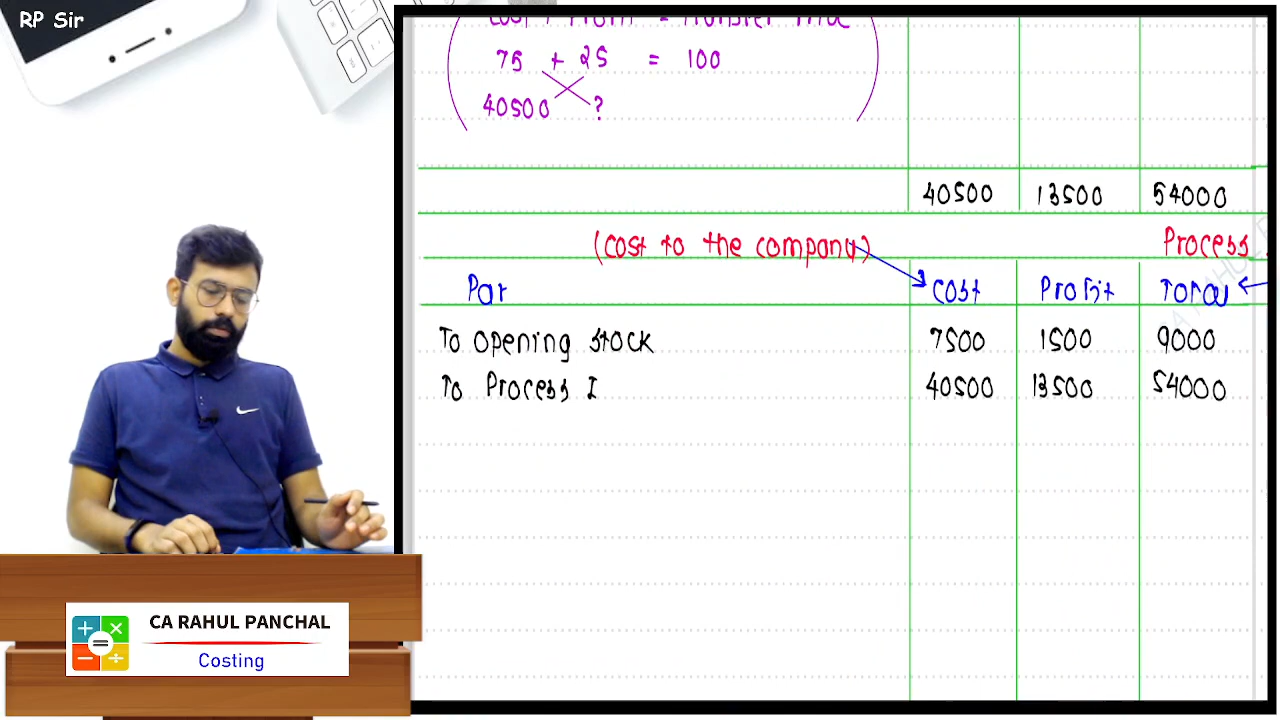 RP Sir
75 + 25 = 100
40500 ?
40500 13500 54000
(Cost to the company) Process
Par Cost Profit Total
To Opening Stock 7500 1500 9000
To Process I 40500 13500 54000
CA RAHUL PANCHAL
Costing